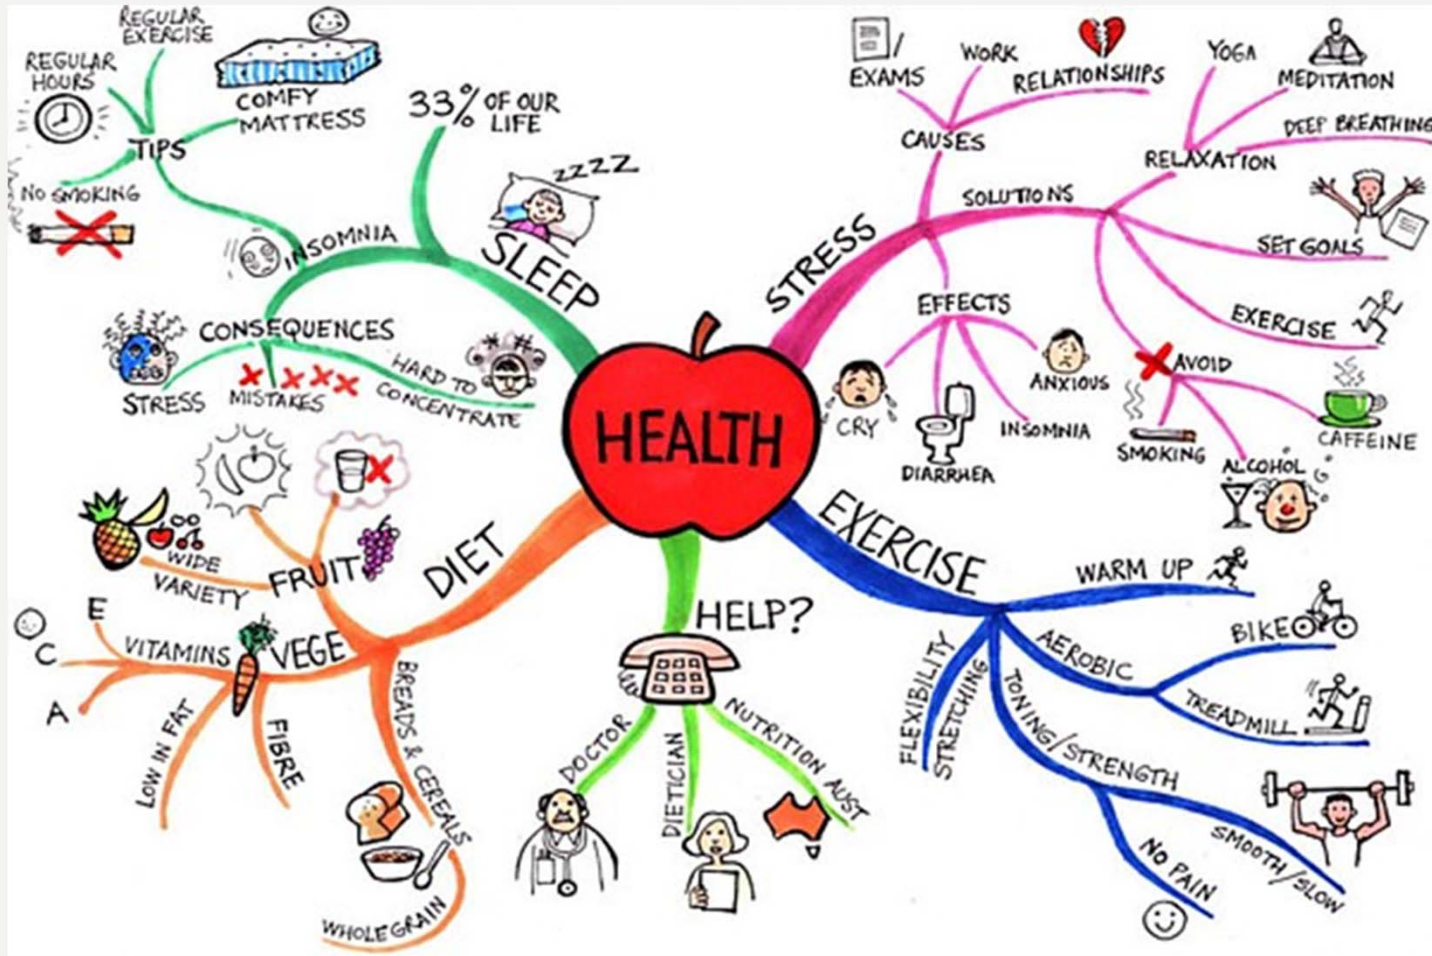 HEALTH
SLEEP
33% OF OUR
LIFE
ZZZZ
INSOMNIA
TIPS
REGULAR
EXERCISE
REGULAR
HOURS
COMFY
MATTRESS
NO SMOKING
CONSEQUENCES
STRESS
MISTAKES
HARD TO
CONCENTRATE
STRESS
CAUSES
EXAMS
WORK
RELATIONSHIPS
SOLUTIONS
RELAXATION
YOGA
MEDITATION
DEEP BREATHING
SET GOALS
EXERCISE
AVOID
SMOKING
ALCOHOL
CAFFEINE
EFFECTS
CRY
DIARRHEA
INSOMNIA
ANXIOUS
EXERCISE
WARM UP
AEROBIC
BIKE
TREADMILL
TONING/STRENGTH
SMOOTH/SLOW
NO PAIN
FLEXIBILITY
STRETCHING
HELP?
DOCTOR
DIETICIAN
NUTRITION AUST
DIET
FRUIT
WIDE
VARIETY
VEGE
VITAMINS
E
C
A
LOW IN FAT
FIBRE
BREADS & CEREALS
WHOLEGRAIN